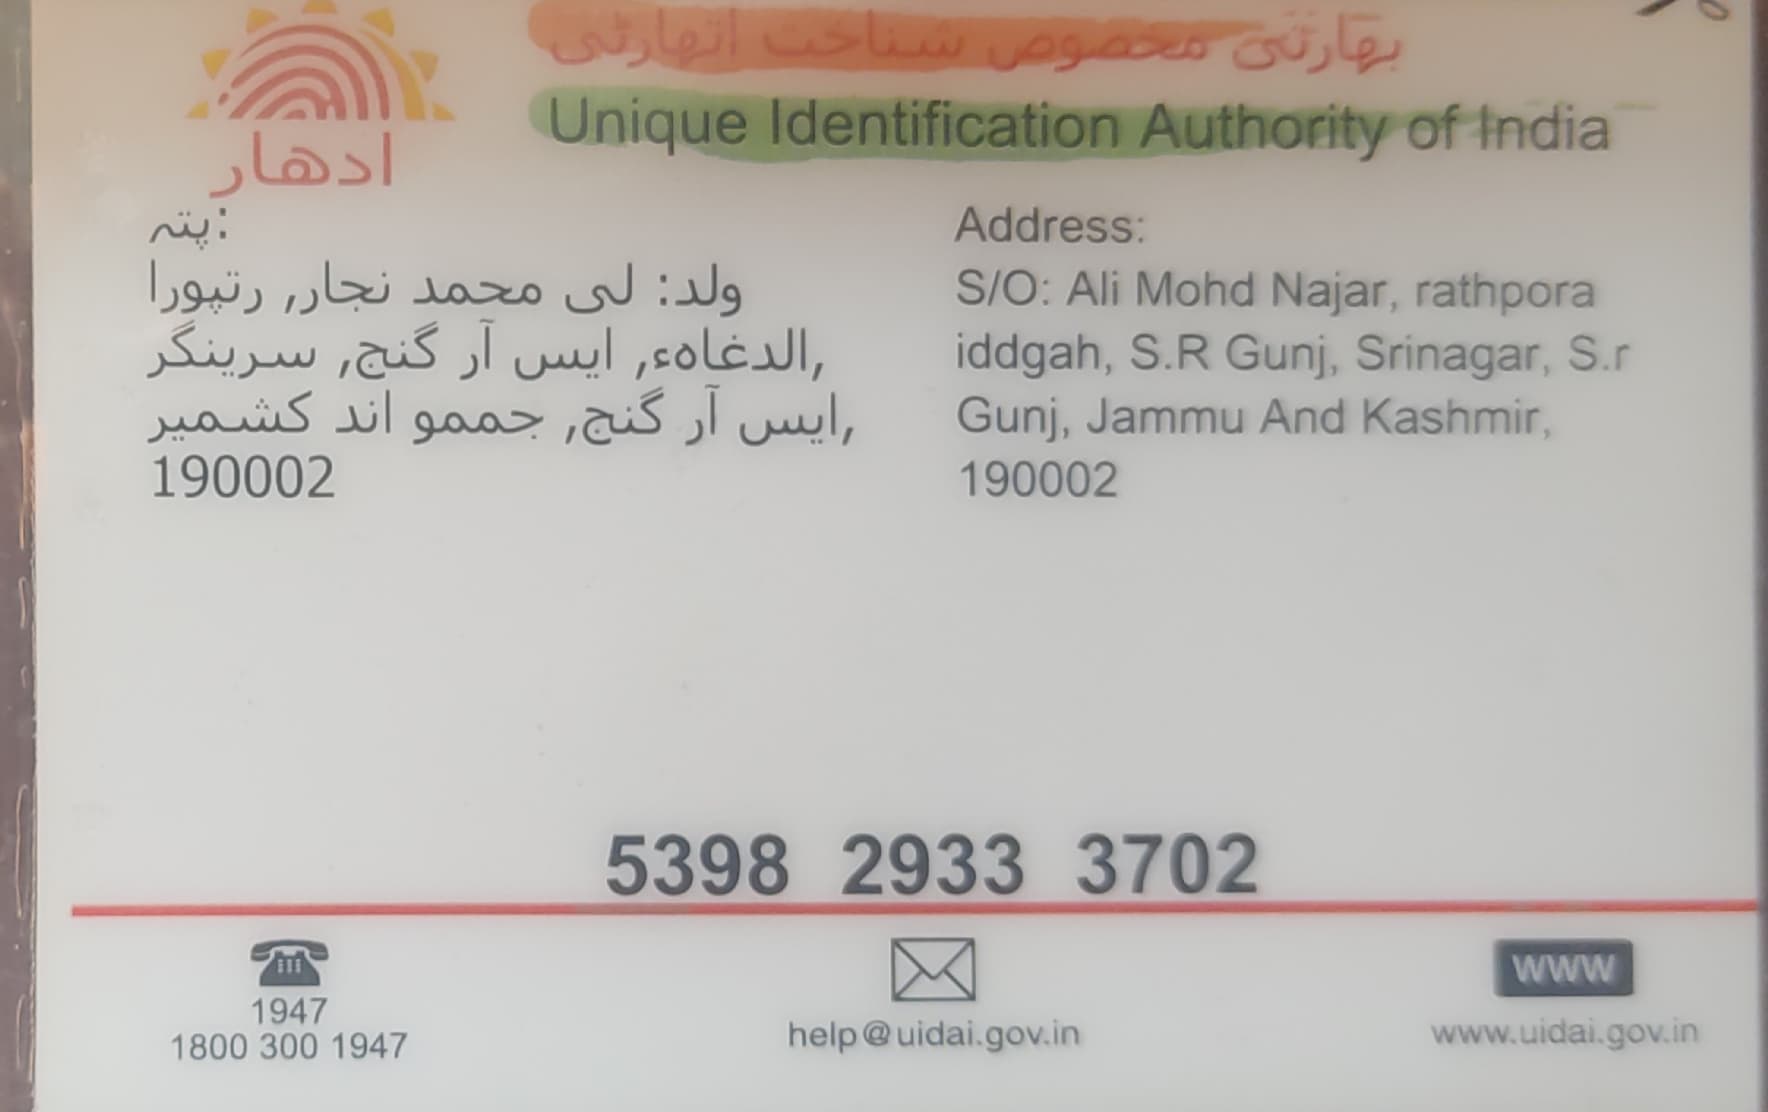 بھارتی مخصوص شناخت اتھارٹی
Unique Identification Authority of India
ادھار
پتہ:
ولد: لی محمد نجار, رتپورا
الدغاہء, ایس آر گنج, سرینگر,
ایس آر گنج, جممو اند کشمیر,
190002
Address:
S/O: Ali Mohd Najar, rathpora
iddgah, S.R Gunj, Srinagar, S.r
Gunj, Jammu And Kashmir,
190002
5398 2933 3702
1947
1800 300 1947
help@uidai.gov.in
www
www.uidai.gov.in